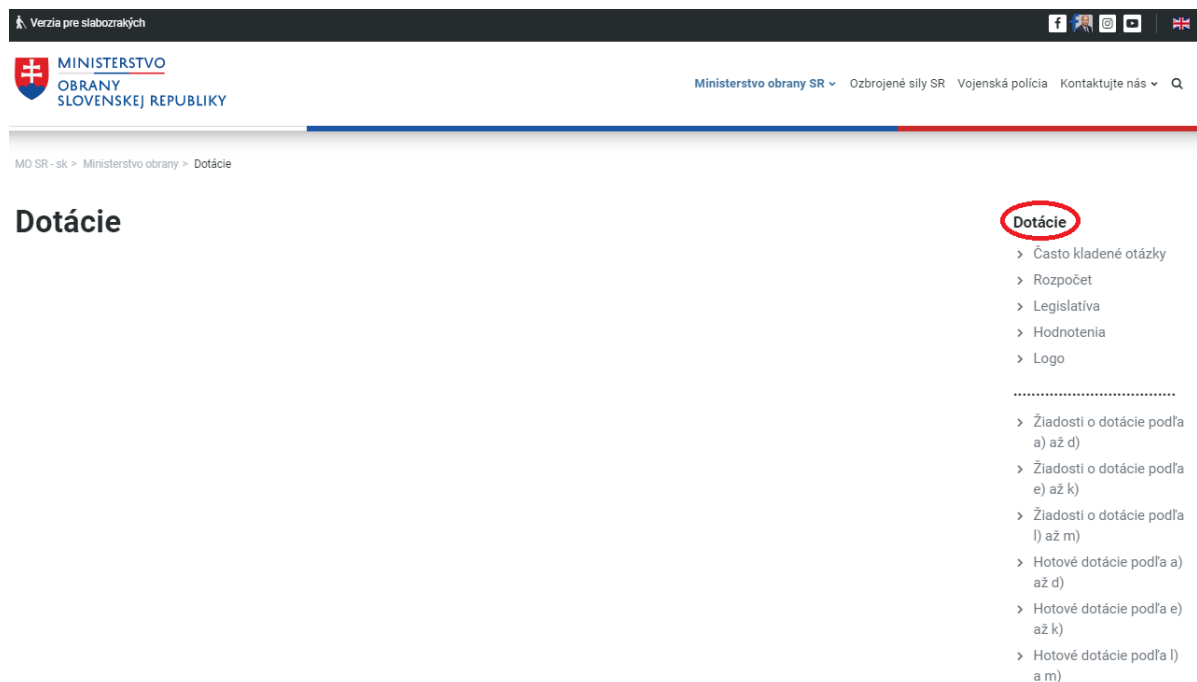 Verzia pre slabozrakých
MINISTERSTVO
OBRANY
SLOVENSKEJ REPUBLIKY
Ministerstvo obrany SR Ozbrojené sily SR Vojenská polícia Kontaktujte nás
MO SR - sk > Ministerstvo obrany > Dotácie
Dotácie
Dotácie
> Často kladené otázky
> Rozpočet
> Legislatíva
> Hodnotenia
> Logo
> Žiadosti o dotácie podľa
a) až d)
> Žiadosti o dotácie podľa
e) až k)
> Žiadosti o dotácie podľa
l) až m)
> Hotové dotácie podľa a)
až d)
> Hotové dotácie podľa e)
až k)
> Hotové dotácie podľa l)
a m)